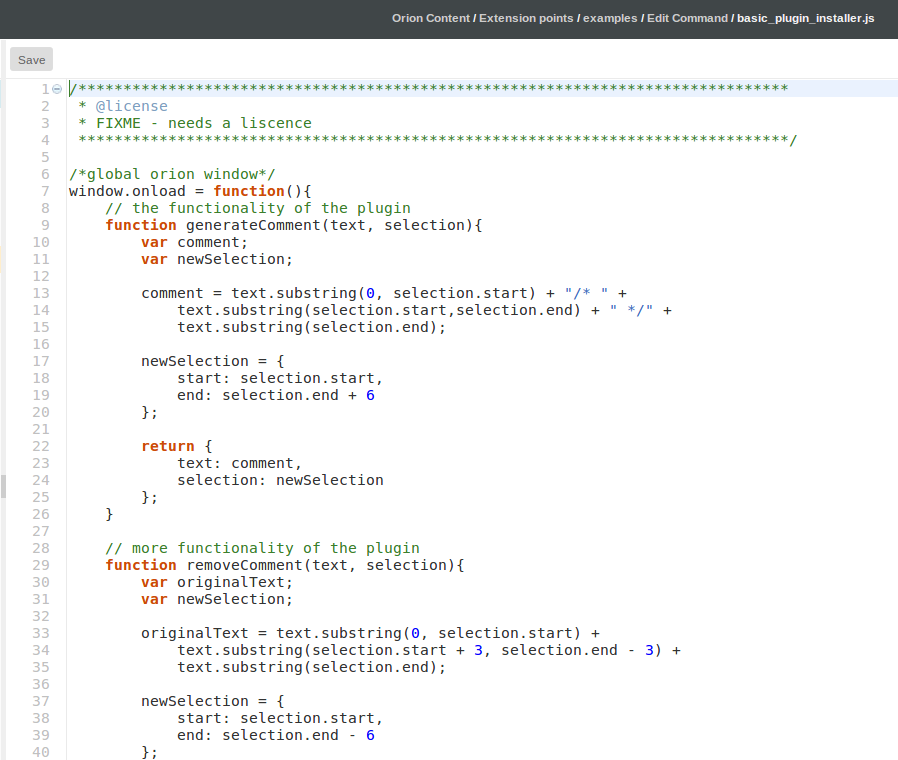 Orion Content / Extension points / examples / Edit Command / basic_plugin_installer.js
Save
1 /*******************************************************************************
2  * @license
3  * FIXME - needs a liscence
4  *******************************************************************************/
5
6 /*global orion window*/
7 window.onload = function(){
8     // the functionality of the plugin
9     function generateComment(text, selection){
10         var comment;
11         var newSelection;
12
13         comment = text.substring(0, selection.start) + "/* " +
14             text.substring(selection.start,selection.end) + " */" +
15             text.substring(selection.end);
16
17         newSelection = {
18             start: selection.start,
19             end: selection.end + 6
20         };
21
22         return {
23             text: comment,
24             selection: newSelection
25         };
26     }
27
28     // more functionality of the plugin
29     function removeComment(text, selection){
30         var originalText;
31         var newSelection;
32
33         originalText = text.substring(0, selection.start) +
34             text.substring(selection.start + 3, selection.end - 3) +
35             text.substring(selection.end);
36
37         newSelection = {
38             start: selection.start,
39             end: selection.end - 6
40         };